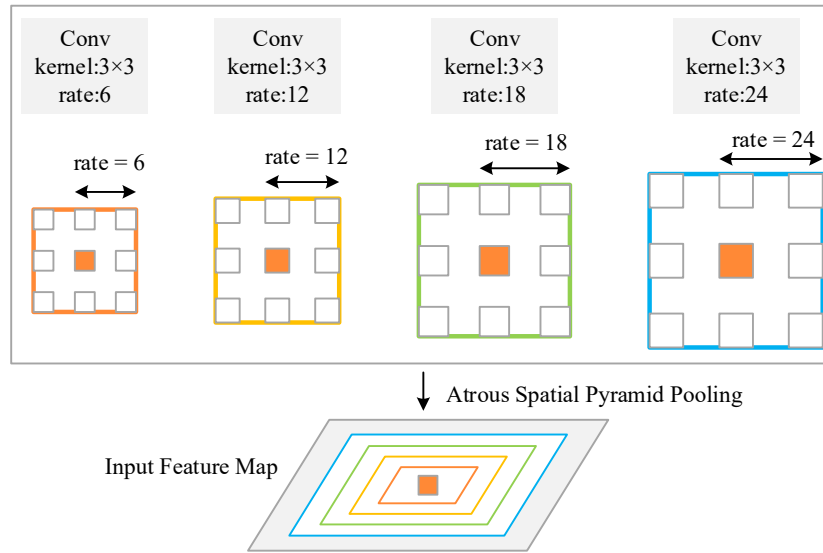 Conv
kernel:3×3
rate:6
Conv
kernel:3×3
rate:12
Conv
kernel:3×3
rate:18
Conv
kernel:3×3
rate:24
rate = 6
rate = 12
rate = 18
rate = 24
Atrous Spatial Pyramid Pooling
Input Feature Map